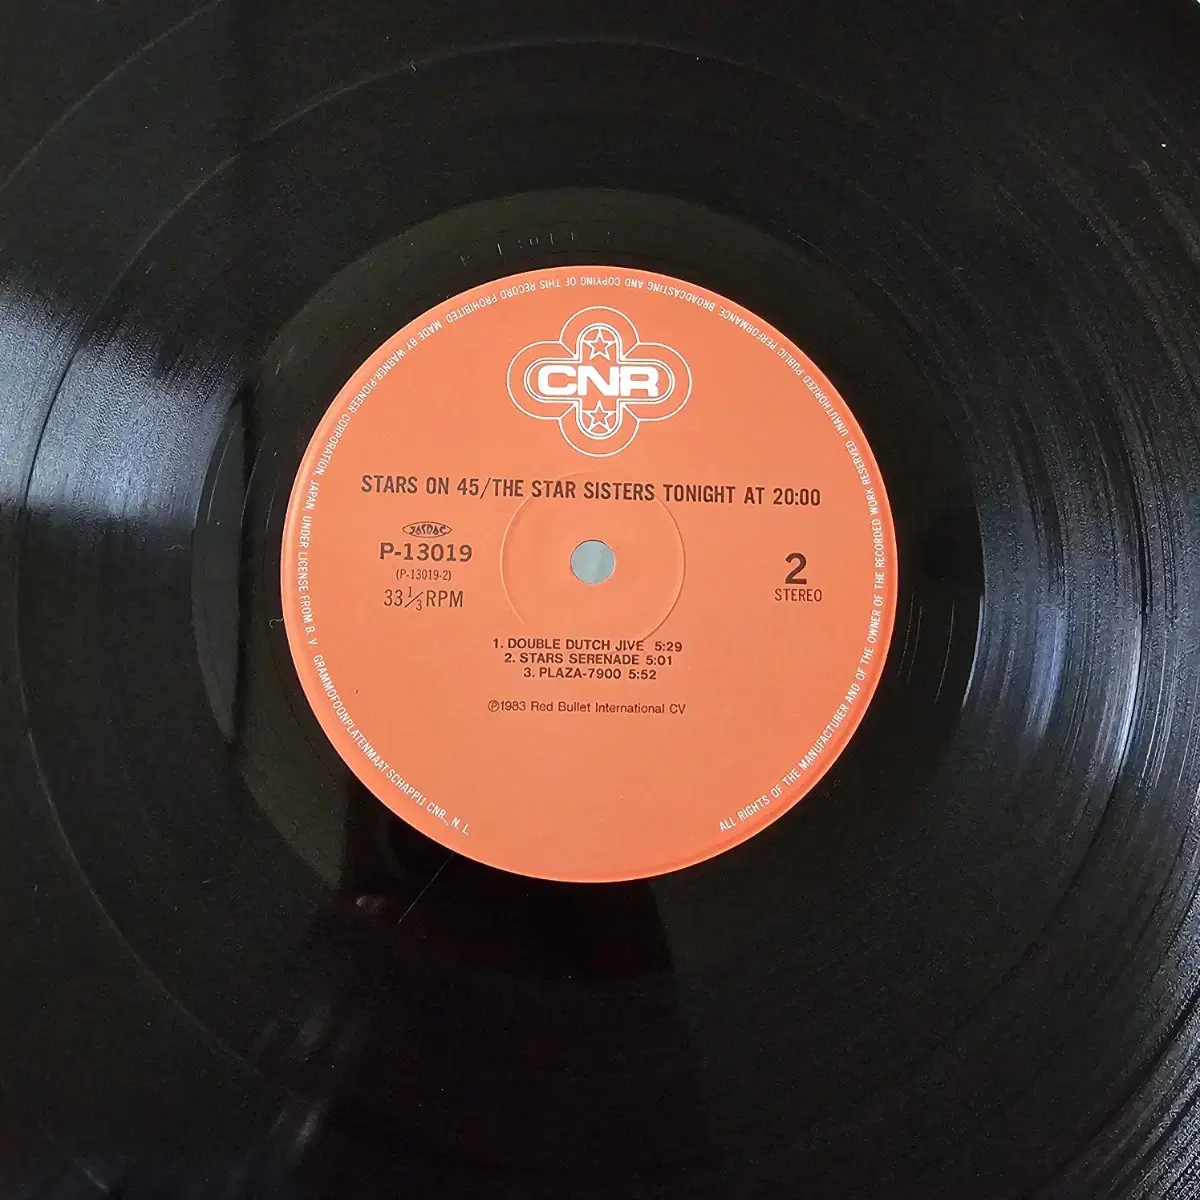 CNR
STARS ON 45/THE STAR SISTERS TONIGHT AT 20:00
JASRAC
P-13019
(P-13019-2)
33 1/3 RPM
2
STEREO
1. DOUBLE DUTCH JIVE 5:29
2. STARS SERENADE 5:01
3. PLAZA-7900 5:52
Ⓟ1983 Red Bullet International CV
ALL RIGHTS OF THE MANUFACTURER AND OF THE OWNER OF THE RECORDED WORK RESERVED. UNAUTHORIZED PUBLIC PERFORMANCE, BROADCASTING AND COPYING OF THIS RECORD PROHIBITED. MADE BY WARNER-PIONEER CORPORATION, JAPAN, UNDER LICENSE FROM B. V. GRAMMOFOONPLATENMAATSCHAPPIJ CNR., N. L.